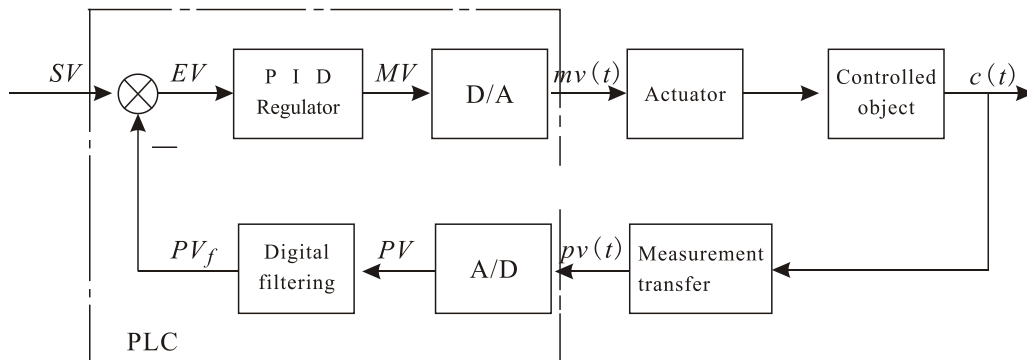 SV
EV
P I D
Regulator
MV
D/A
mv(t)
Actuator
Controlled
object
c(t)
—
PVf
Digital
filtering
PV
A/D
pv(t)
Measurement
transfer
PLC